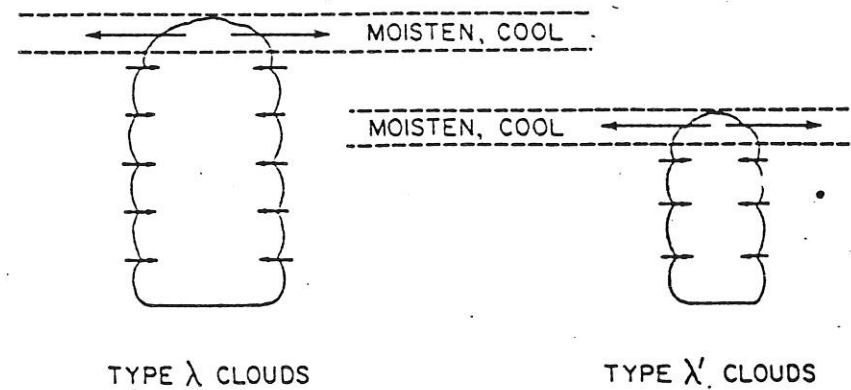 MOISTEN, COOL
MOISTEN, COOL
TYPE λ CLOUDS
TYPE λ' CLOUDS